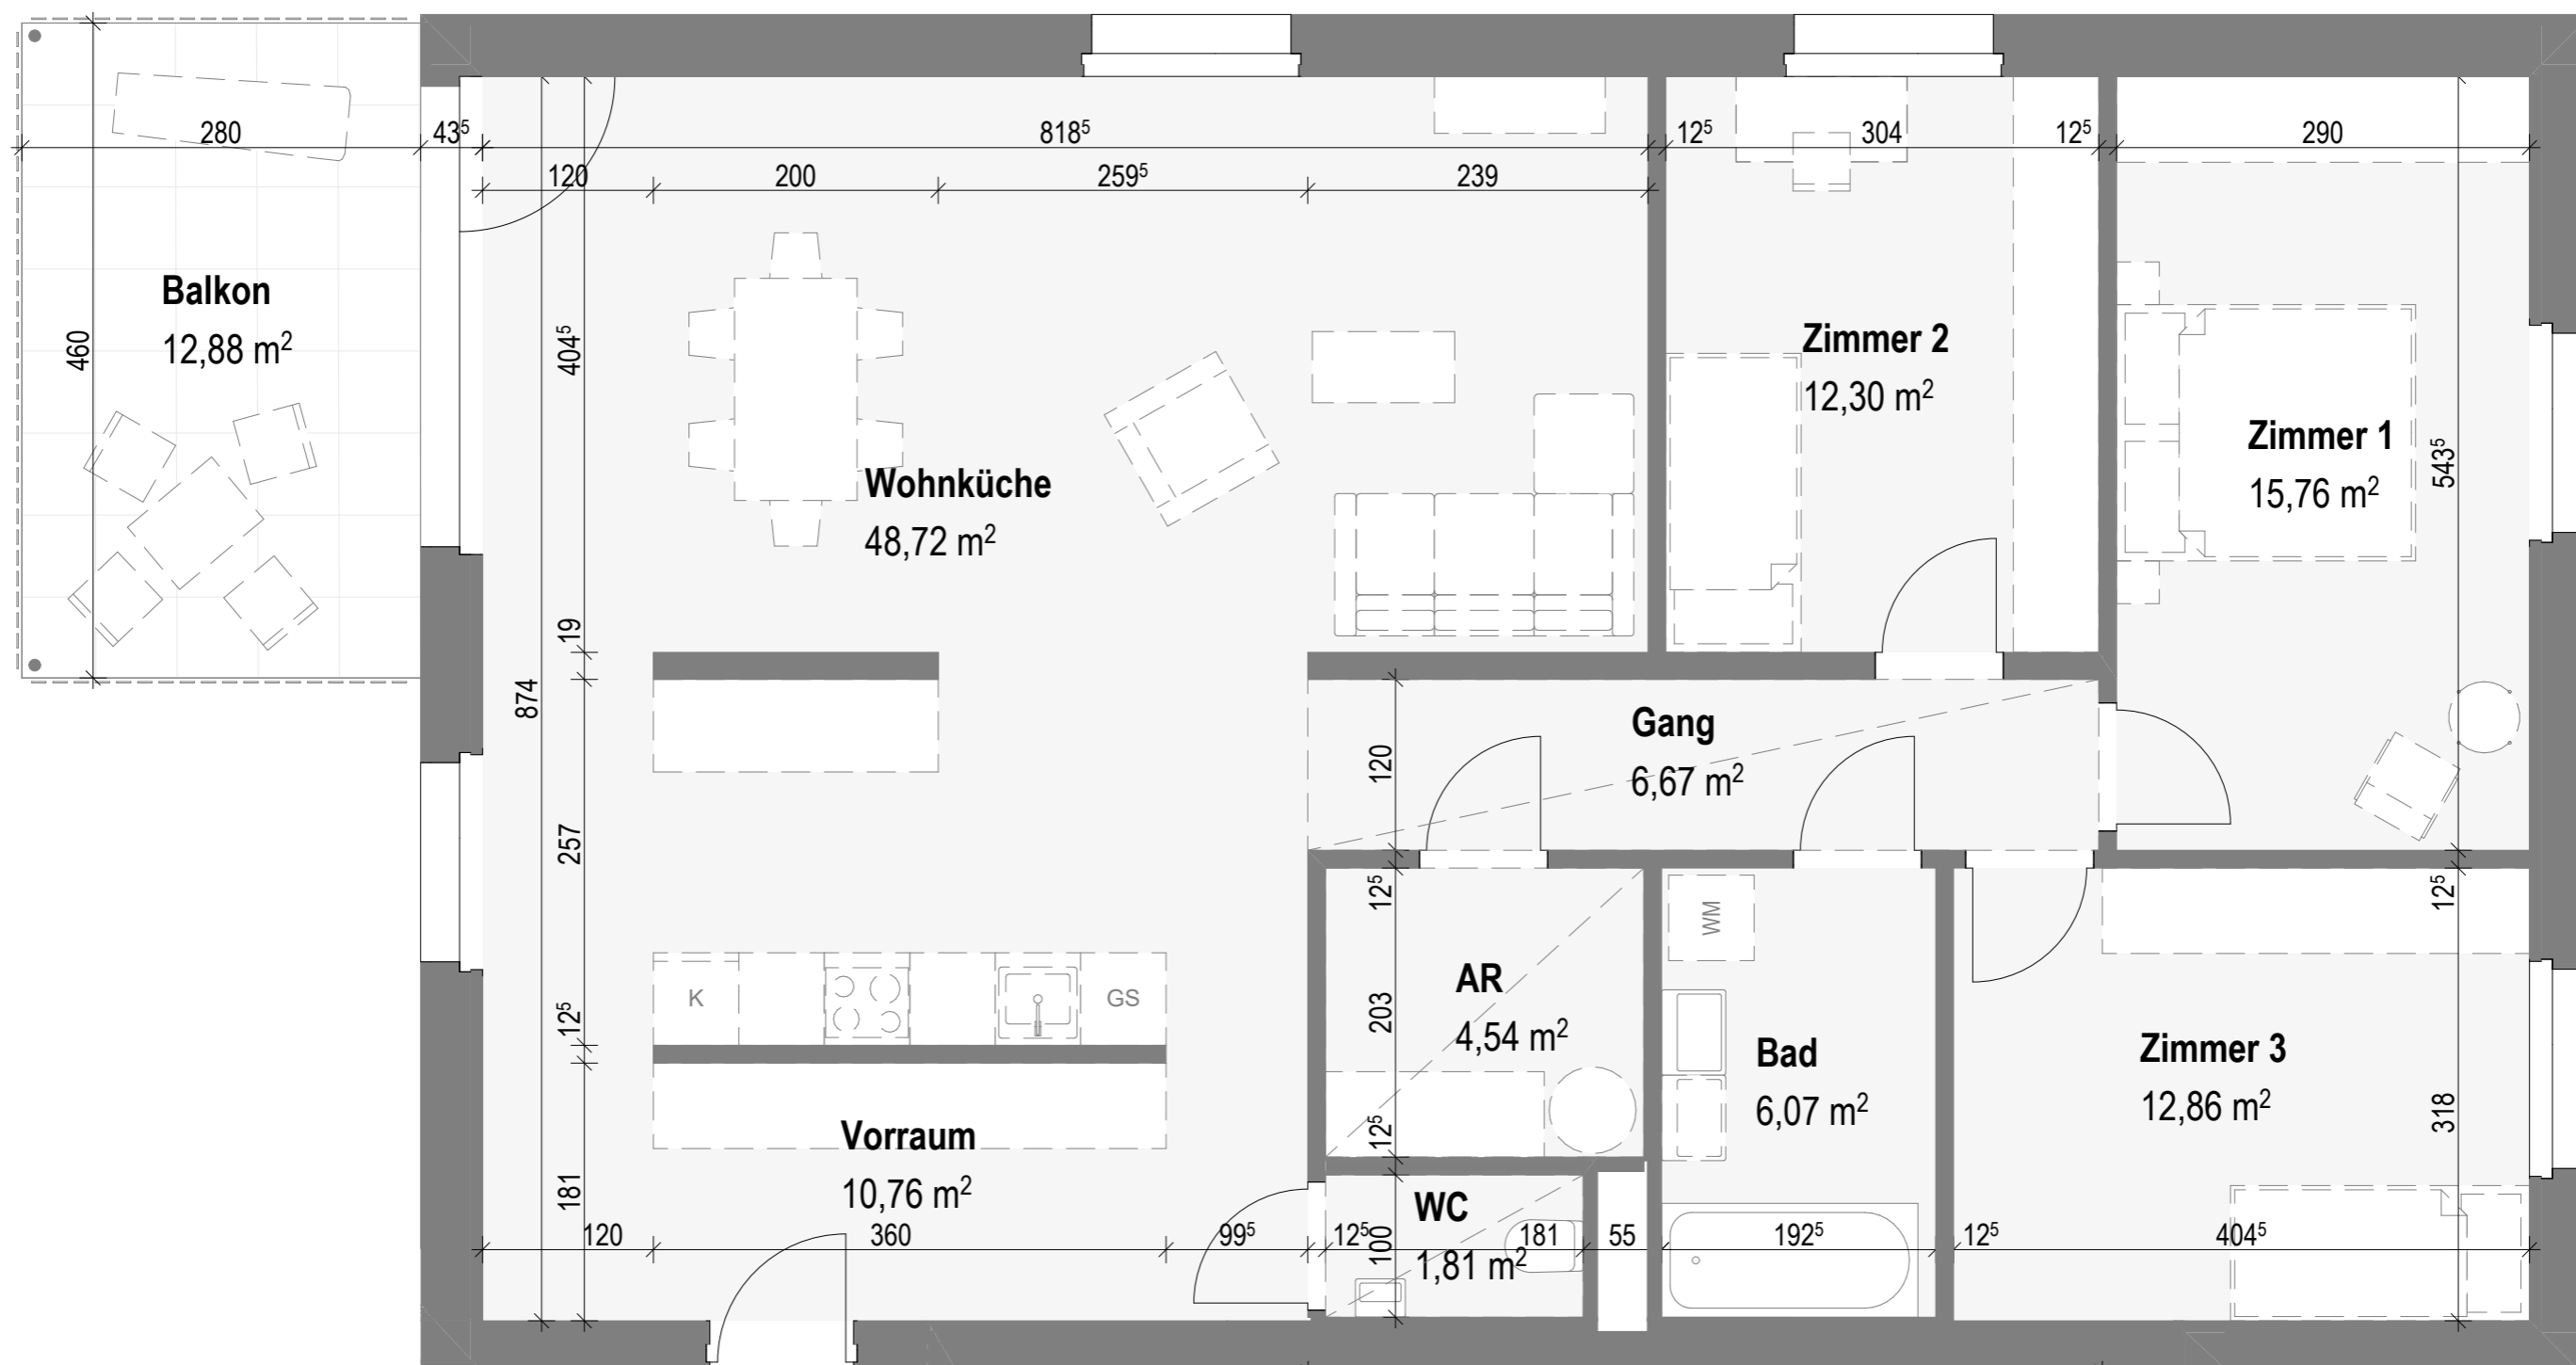 280
43⁵
818⁵
12⁵
304
12⁵
290
120
200
259⁵
239
Balkon
12,88 m²
460
404⁵
Zimmer 2
12,30 m²
Zimmer 1
15,76 m²
543⁵
Wohnküche
48,72 m²
19
874
Gang
6,67 m²
120
257
12⁵
WM
12⁵
K
GS
12⁵
AR
4,54 m²
203
Bad
6,07 m²
Zimmer 3
12,86 m²
318
Vorraum
10,76 m²
12⁵
181
WC
1,81 m²
100
120
360
99⁵
12⁵
181
55
192⁵
12⁵
404⁵